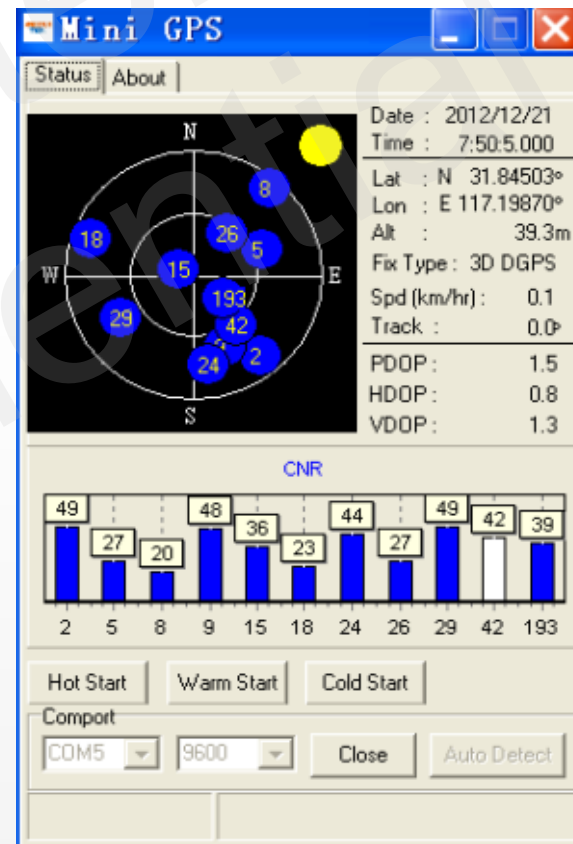 Mini GPS
Status About
Date : 2012/12/21
Time : 7:50:5.000
Lat : N 31.84503°
Lon : E 117.19870°
Alt : 39.3m
Fix Type : 3D DGPS
Spd (km/hr) : 0.1
Track : 0.0°
PDOP : 1.5
HDOP : 0.8
VDOP : 1.3
N
8
18 26 5
W 15 E
193
29 42
24 2
S
CNR
49 27 20 48 36 23 44 27 49 42 39
2 5 8 9 15 18 24 26 29 42 193
Hot Start Warm Start Cold Start
Comport
COM5 9600 Close Auto Detect